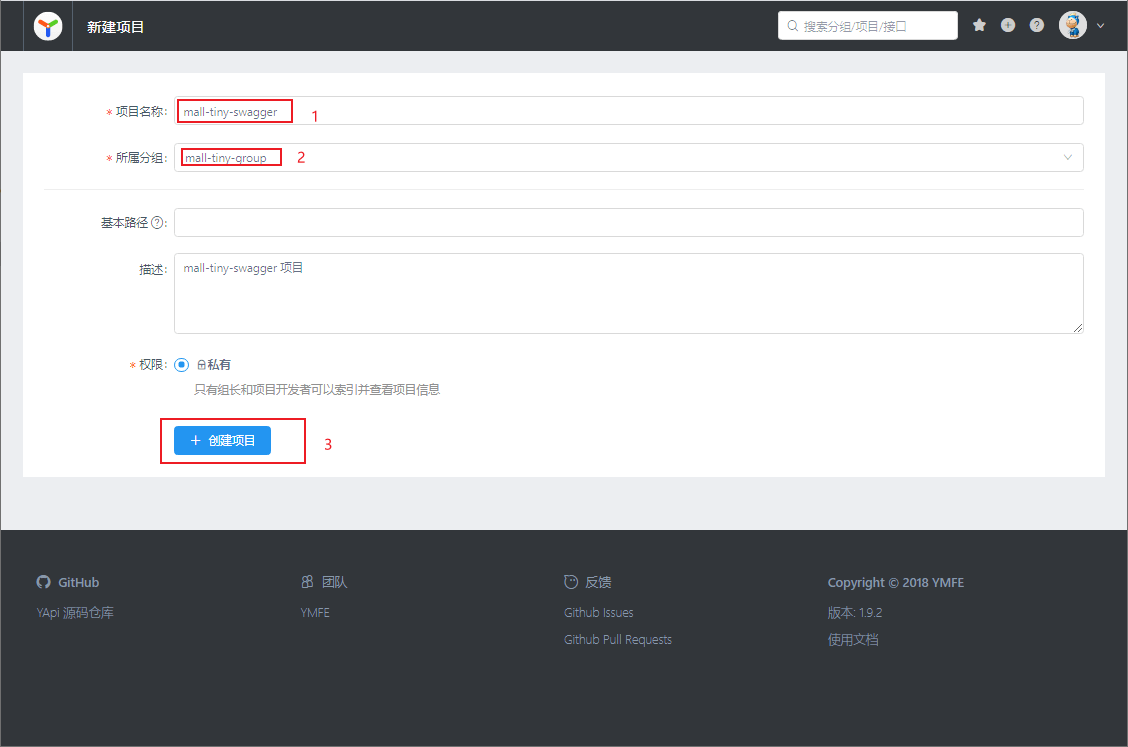 新建项目
搜索分组/项目/接口
* 项目名称: mall-tiny-swagger 1
* 所属分组: mall-tiny-group 2
基本路径 ? :
描述: mall-tiny-swagger 项目
* 权限: 私有
只有组长和项目开发者可以索引并查看项目信息
+ 创建项目 3
GitHub 团队 反馈 Copyright © 2018 YMFE
YApi 源码仓库 YMFE Github Issues 版本: 1.9.2
Github Pull Requests 使用文档